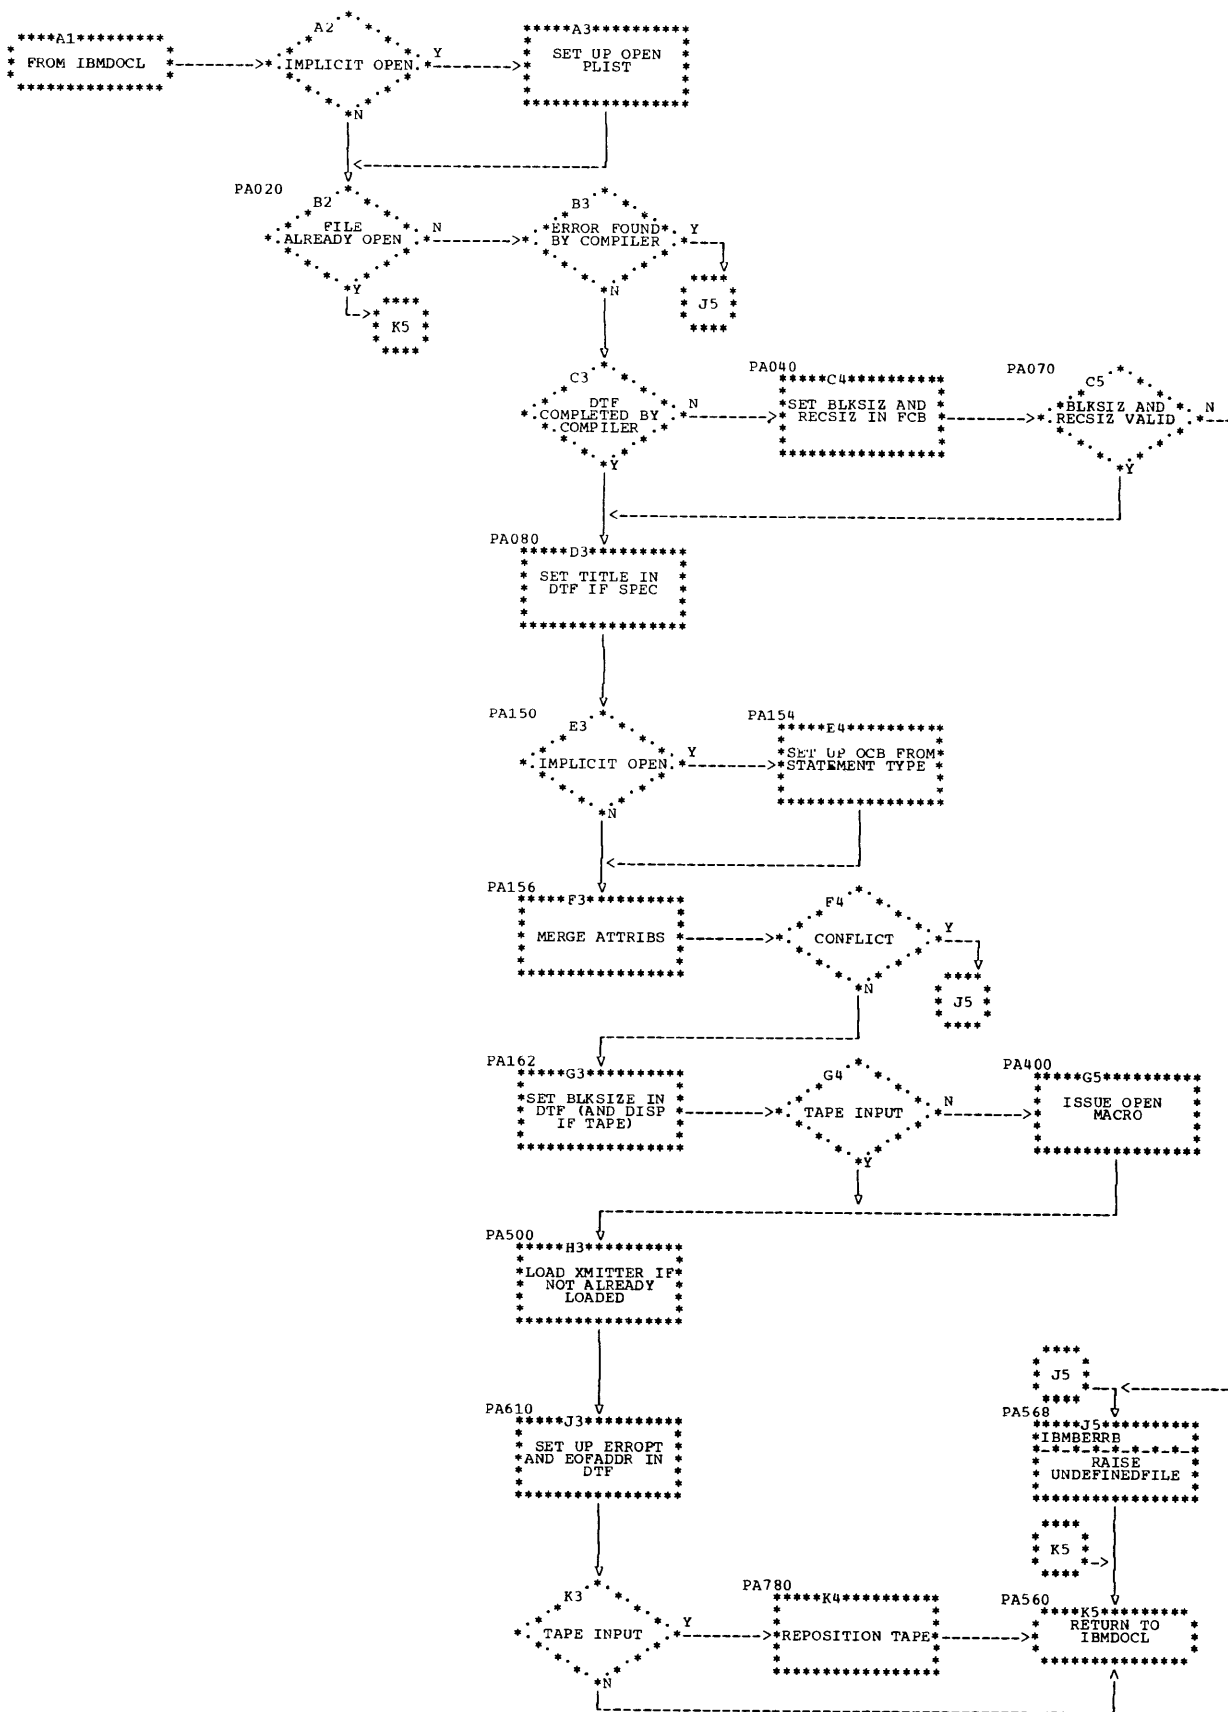 A1
FROM IBMDOCL
A2
IMPLICIT OPEN
Y
N
A3
SET UP OPEN
PLIST
PA020
B2
FILE
ALREADY OPEN
N
Y
K5
B3
ERROR FOUND
BY COMPILER
Y
N
J5
C3
DTF
COMPLETED BY
COMPILER
N
Y
PA040
C4
SET BLKSIZ AND
RECSIZ IN FCB
PA070
C5
BLKSIZ AND
RECSIZ VALID
N
Y
PA080
D3
SET TITLE IN
DTF IF SPEC
PA150
E3
IMPLICIT OPEN
Y
N
PA154
E4
SET UP OCB FROM
STATEMENT TYPE
PA156
F3
MERGE ATTRIBS
F4
CONFLICT
Y
N
J5
PA162
G3
SET BLKSIZE IN
DTF (AND DISP
IF TAPE)
G4
TAPE INPUT
N
Y
PA400
G5
ISSUE OPEN
MACRO
PA500
H3
LOAD XMITTER IF
NOT ALREADY
LOADED
PA610
J3
SET UP ERROPT
AND EOFADDR IN
DTF
J5
PA568
J5
IBMBERRB
RAISE
UNDEFINEDFILE
K5
K3
TAPE INPUT
Y
N
PA780
K4
REPOSITION TAPE
PA560
K5
RETURN TO
IBMDOCL